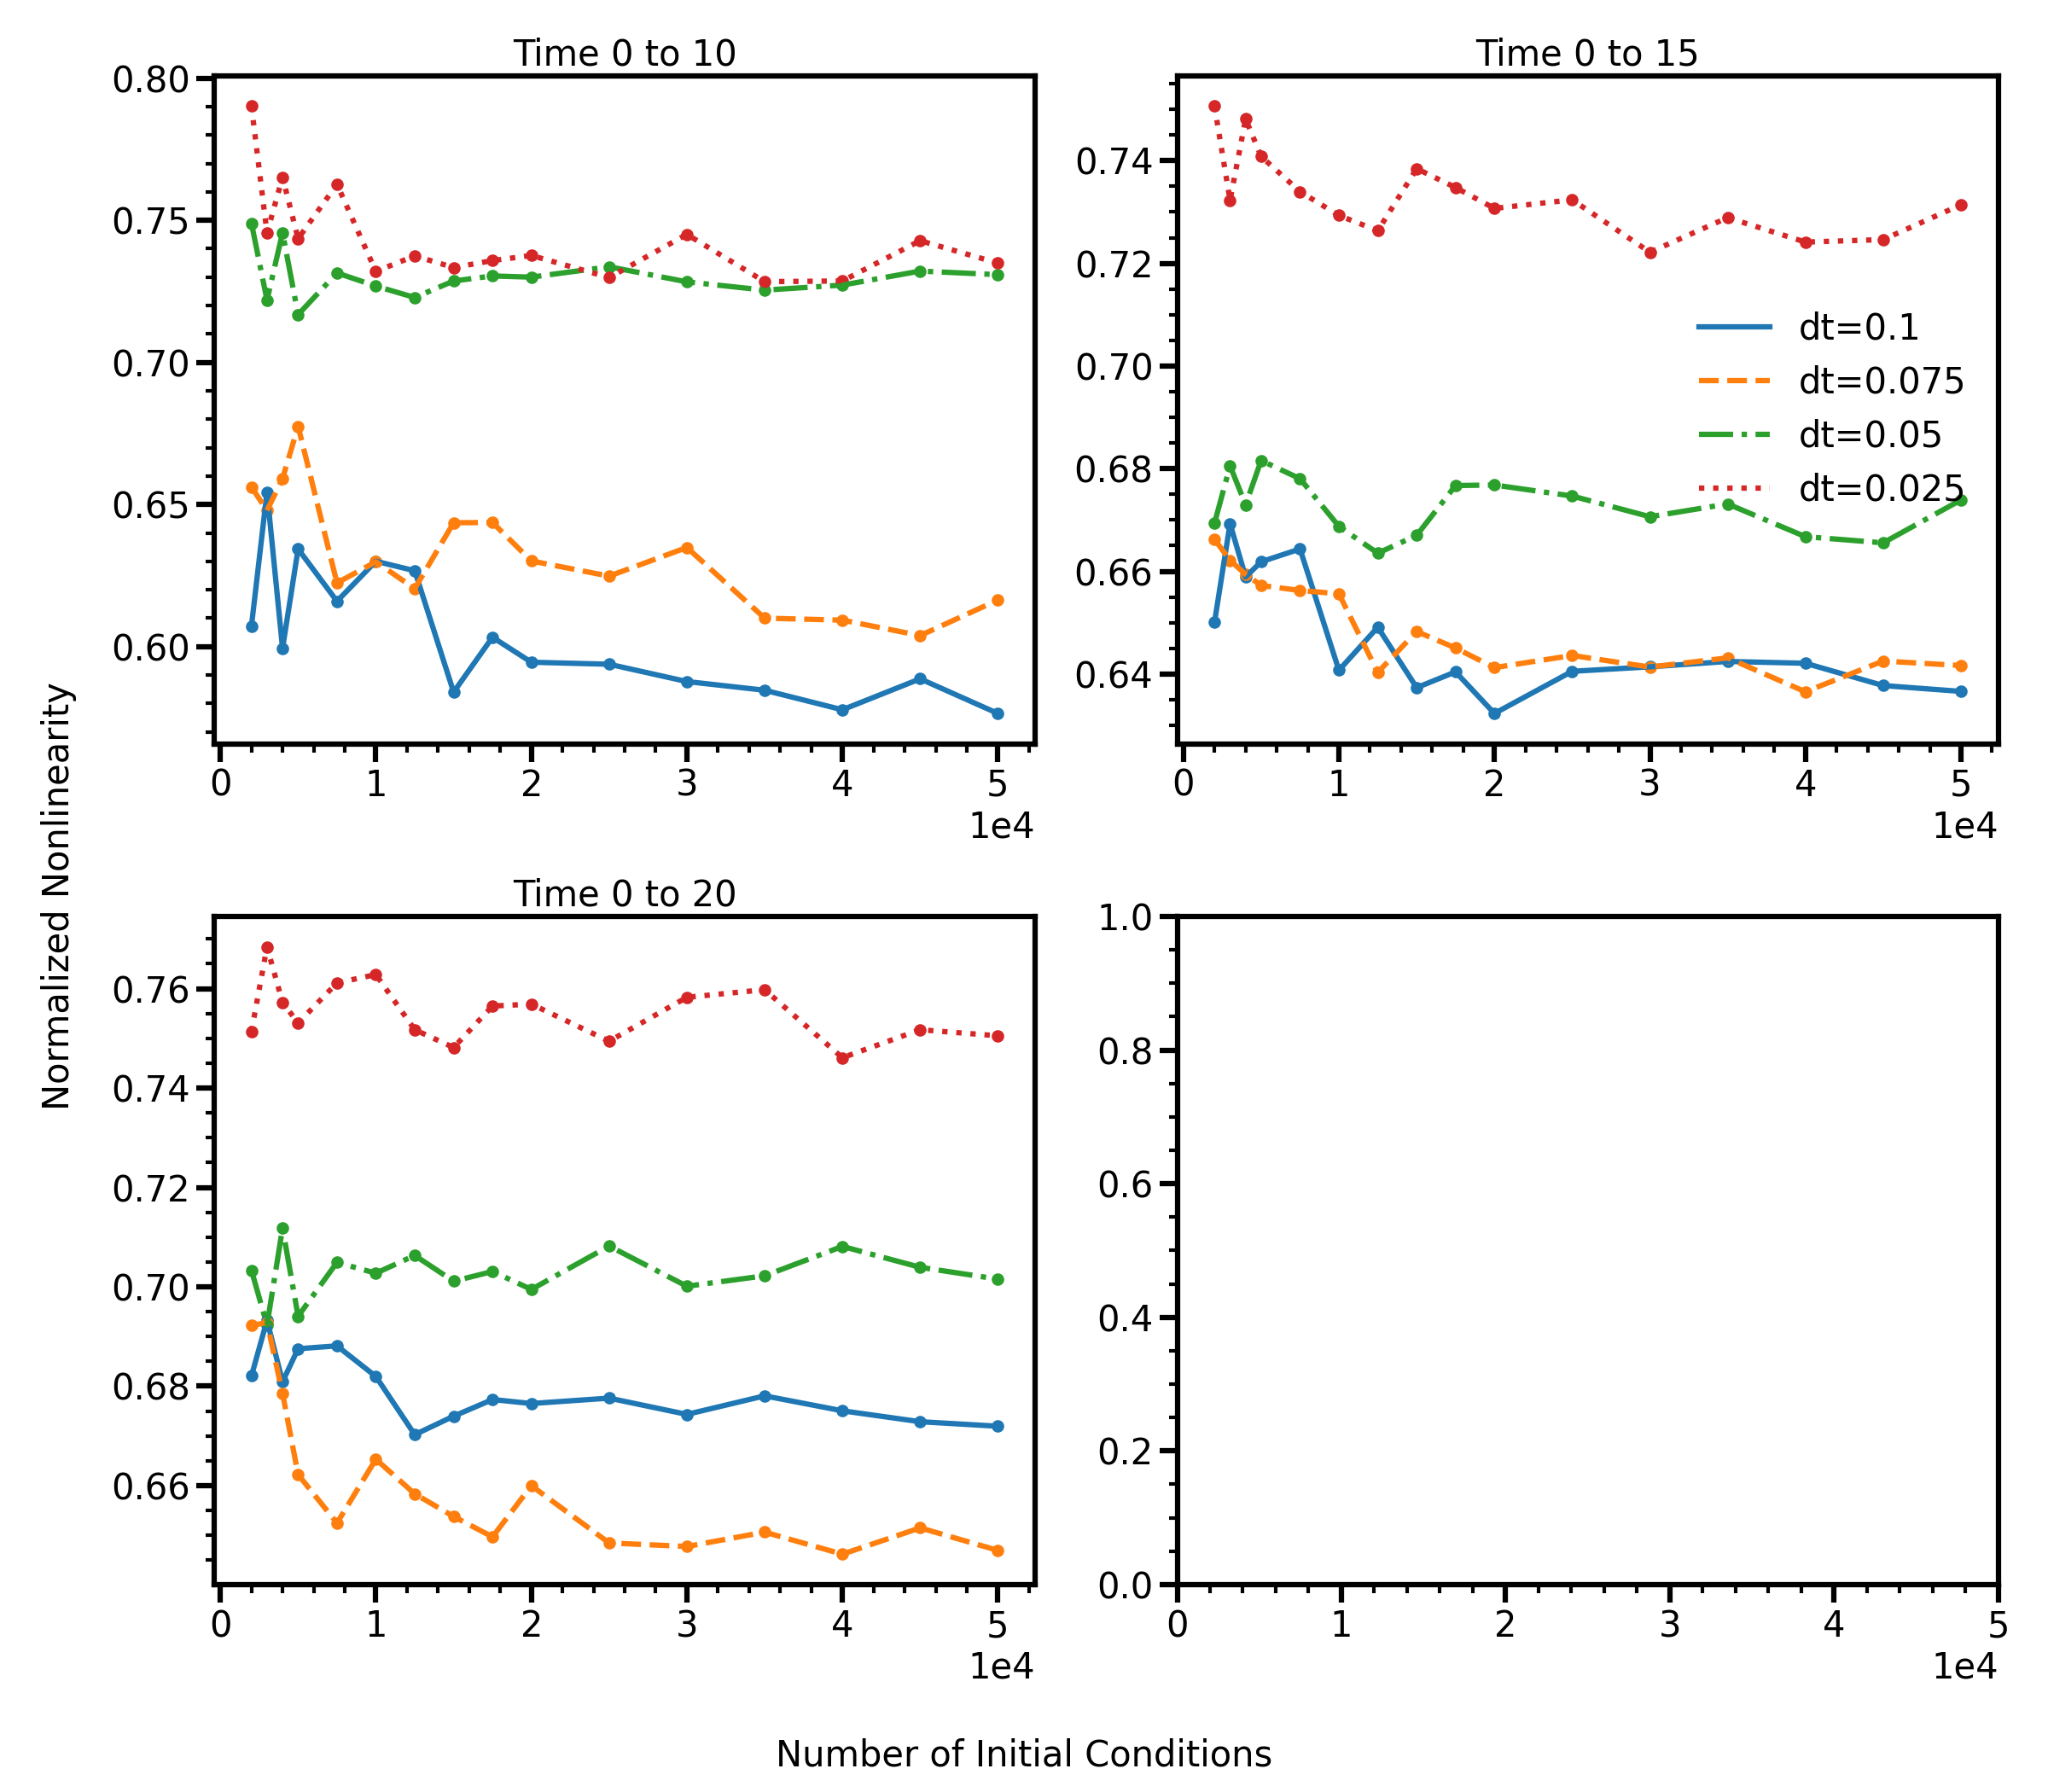 Time 0 to 10
0.80
0.75
0.70
0.65
0.60
0 1 2 3 4 5
1e4
Time 0 to 15
0.74
0.72
0.70
0.68
0.66
0.64
dt=0.1
dt=0.075
dt=0.05
dt=0.025
0 1 2 3 4 5
1e4
Normalized Nonlinearity
Time 0 to 20
0.76
0.74
0.72
0.70
0.68
0.66
0 1 2 3 4 5
1e4
1.0
0.8
0.6
0.4
0.2
0.0
0 1 2 3 4 5
1e4
Number of Initial Conditions